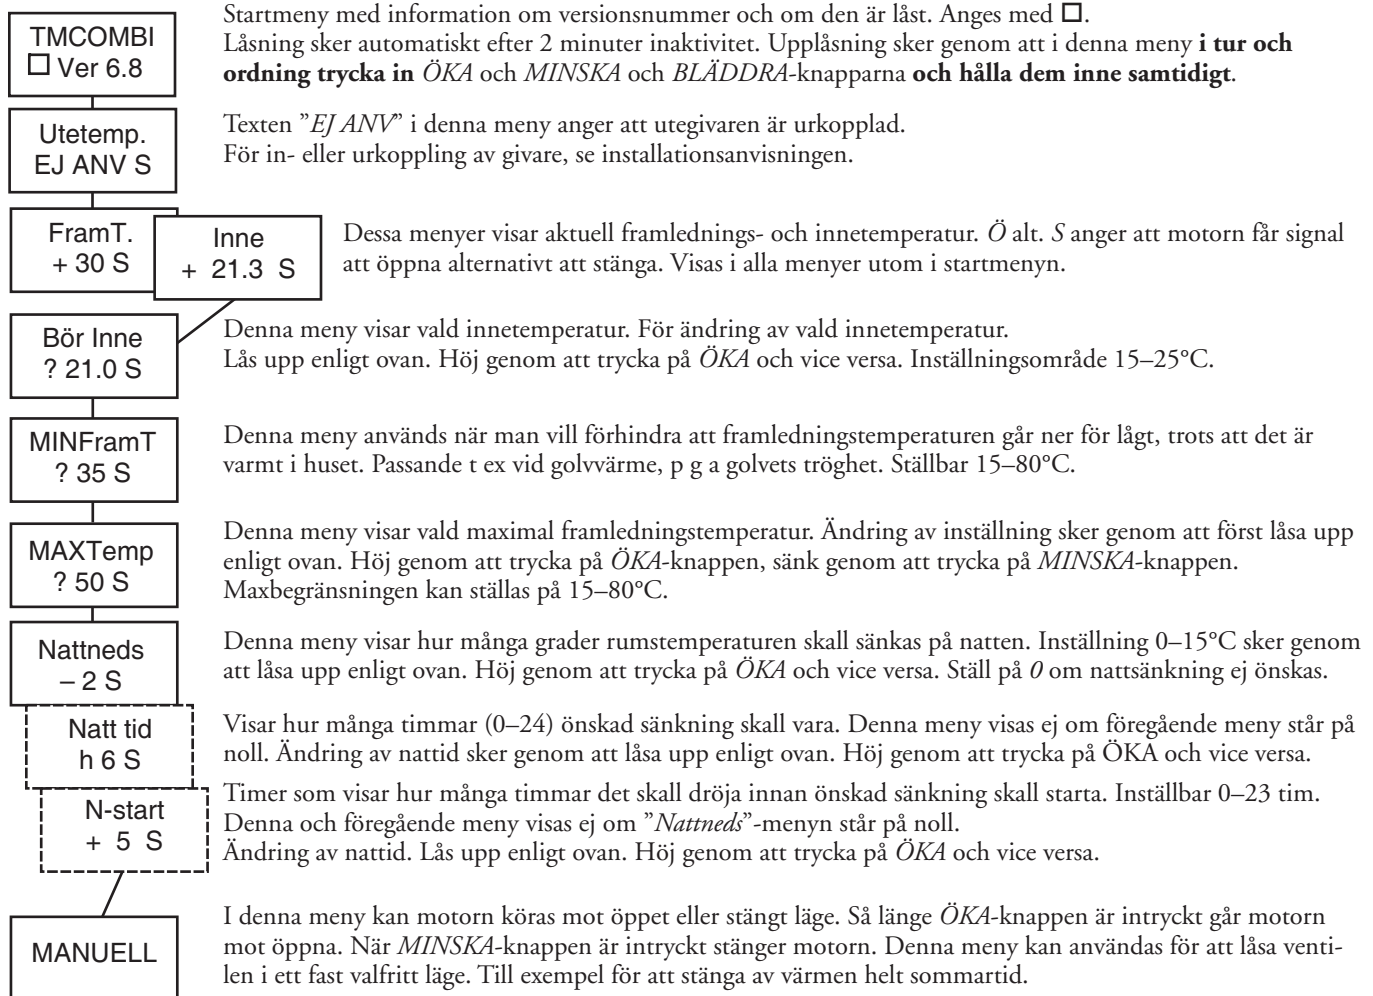 TMCOMBI
□ Ver 6.8
Startmeny med information om versionsnummer och om den är låst. Anges med □.
Låsning sker automatiskt efter 2 minuter inaktivitet. Upplåsning sker genom att i denna meny i tur och
ordning trycka in ÖKA och MINSKA och BLÄDDRA-knapparna och hålla dem inne samtidigt.
Utetemp.
EJ ANV S
Texten ”EJ ANV” i denna meny anger att utegivaren är urkopplad.
För in- eller urkoppling av givare, se installationsanvisningen.
FramT.
+ 30 S
Inne
+ 21.3 S
Dessa menyer visar aktuell framlednings- och innetemperatur. Ö alt. S anger att motorn får signal
att öppna alternativt att stänga. Visas i alla menyer utom i startmenyn.
Bör Inne
? 21.0 S
Denna meny visar vald innetemperatur. För ändring av vald innetemperatur.
Lås upp enligt ovan. Höj genom att trycka på ÖKA och vice versa. Inställningsområde 15–25°C.
MINFramT
? 35 S
Denna meny används när man vill förhindra att framledningstemperaturen går ner för lågt, trots att det är
varmt i huset. Passande t ex vid golvvärme, p g a golvets tröghet. Ställbar 15–80°C.
MAXTemp
? 50 S
Denna meny visar vald maximal framledningstemperatur. Ändring av inställning sker genom att först låsa upp
enligt ovan. Höj genom att trycka på ÖKA-knappen, sänk genom att trycka på MINSKA-knappen.
Maxbegränsningen kan ställas på 15–80°C.
Nattneds
– 2 S
Denna meny visar hur många grader rumstemperaturen skall sänkas på natten. Inställning 0–15°C sker genom
att låsa upp enligt ovan. Höj genom att trycka på ÖKA och vice versa. Ställ på 0 om nattsänkning ej önskas.
Natt tid
h 6 S
Visar hur många timmar (0–24) önskad sänkning skall vara. Denna meny visas ej om föregående meny står på
noll. Ändring av nattid sker genom att låsa upp enligt ovan. Höj genom att trycka på ÖKA och vice versa.
N-start
+ 5 S
Timer som visar hur många timmar det skall dröja innan önskad sänkning skall starta. Inställbar 0–23 tim.
Denna och föregående meny visas ej om ”Nattneds”-menyn står på noll.
Ändring av nattid. Lås upp enligt ovan. Höj genom att trycka på ÖKA och vice versa.
MANUELL
I denna meny kan motorn köras mot öppet eller stängt läge. Så länge ÖKA-knappen är intryckt går motorn
mot öppna. När MINSKA-knappen är intryckt stänger motorn. Denna meny kan användas för att låsa venti-
len i ett fast valfritt läge. Till exempel för att stänga av värmen helt sommartid.